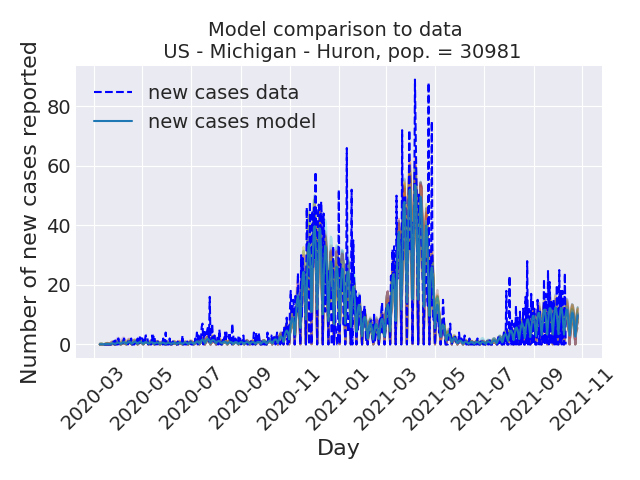 Model comparison to data
US - Michigan - Huron, pop. = 30981
Number of new cases reported
80
60
40
20
0
new cases data
new cases model
2020-03
2020-05
2020-07
2020-09
2020-11
2021-01
2021-03
2021-05
2021-07
2021-09
2021-11
Day